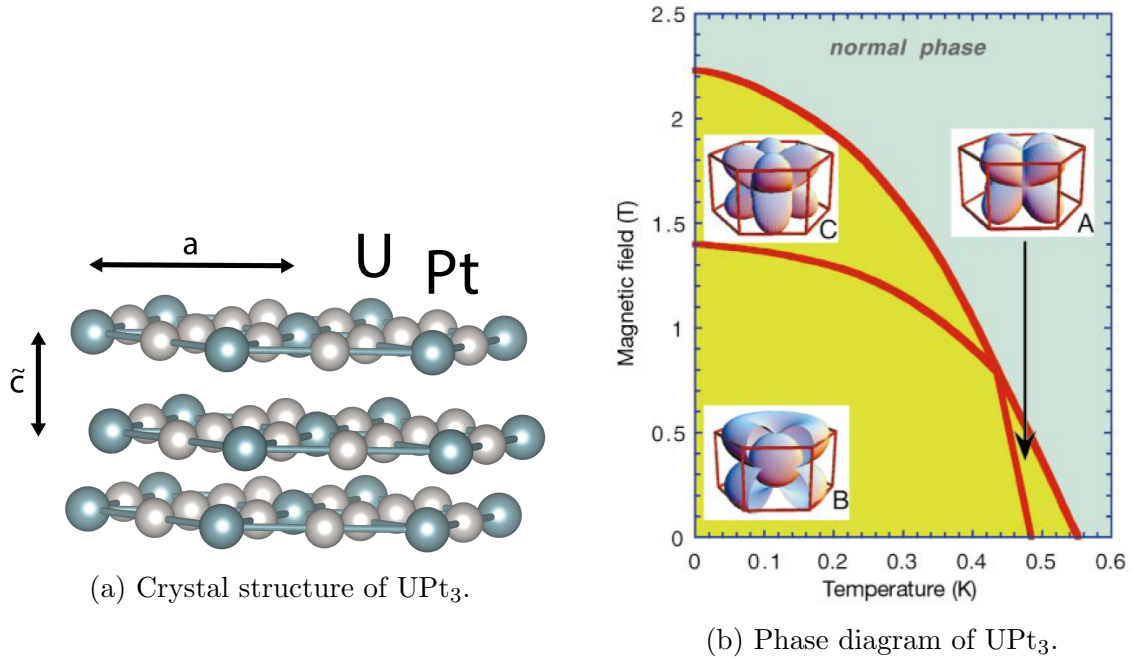 a
U
Pt
c̃
(a) Crystal structure of UPt₃.
2.5
2
1.5
1
0.5
0
Magnetic field (T)
normal phase
C
A
B
0 0.1 0.2 0.3 0.4 0.5 0.6
Temperature (K)
(b) Phase diagram of UPt₃.